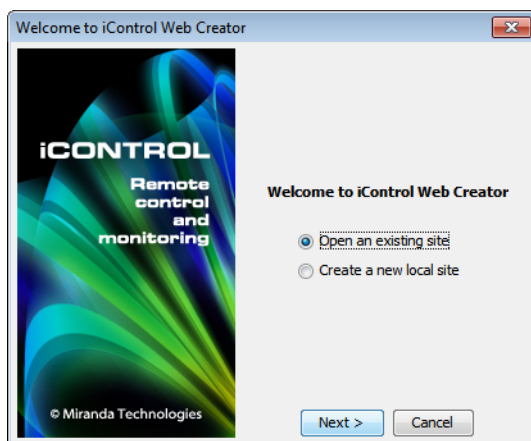 Welcome to iControl Web Creator
iCONTROL
Remote
control
and
monitoring
© Miranda Technologies
Welcome to iControl Web Creator
Open an existing site
Create a new local site
Next >
Cancel